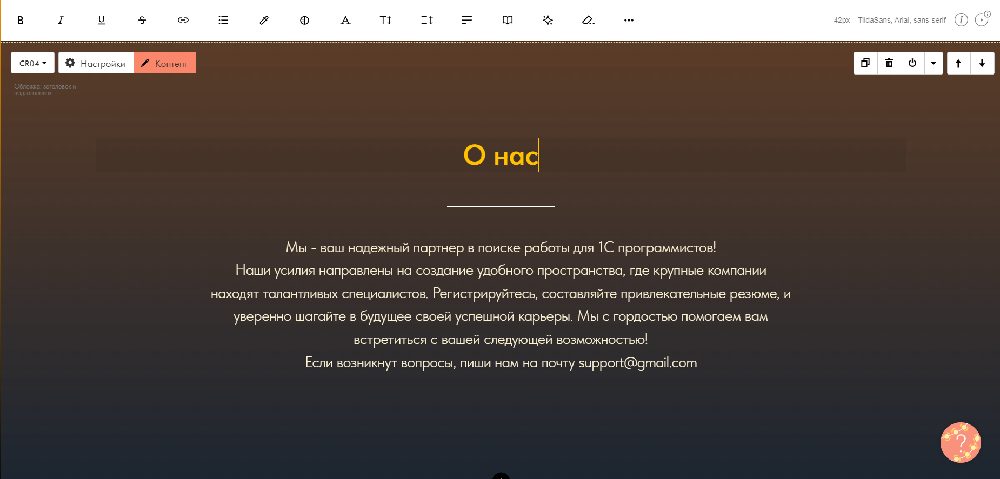 42px – TildaSans, Arial, sans-serif
CR04
Настройки
Контент
Обложка: заголовок и
подзаголовок
О нас
Мы - ваш надежный партнер в поиске работы для 1С программистов!
Наши усилия направлены на создание удобного пространства, где крупные компании
находят талантливых специалистов. Регистрируйтесь, составляйте привлекательные резюме, и
уверенно шагайте в будущее своей успешной карьеры. Мы с гордостью помогаем вам
встретиться с вашей следующей возможностью!
Если возникнут вопросы, пиши нам на почту support@gmail.com
?